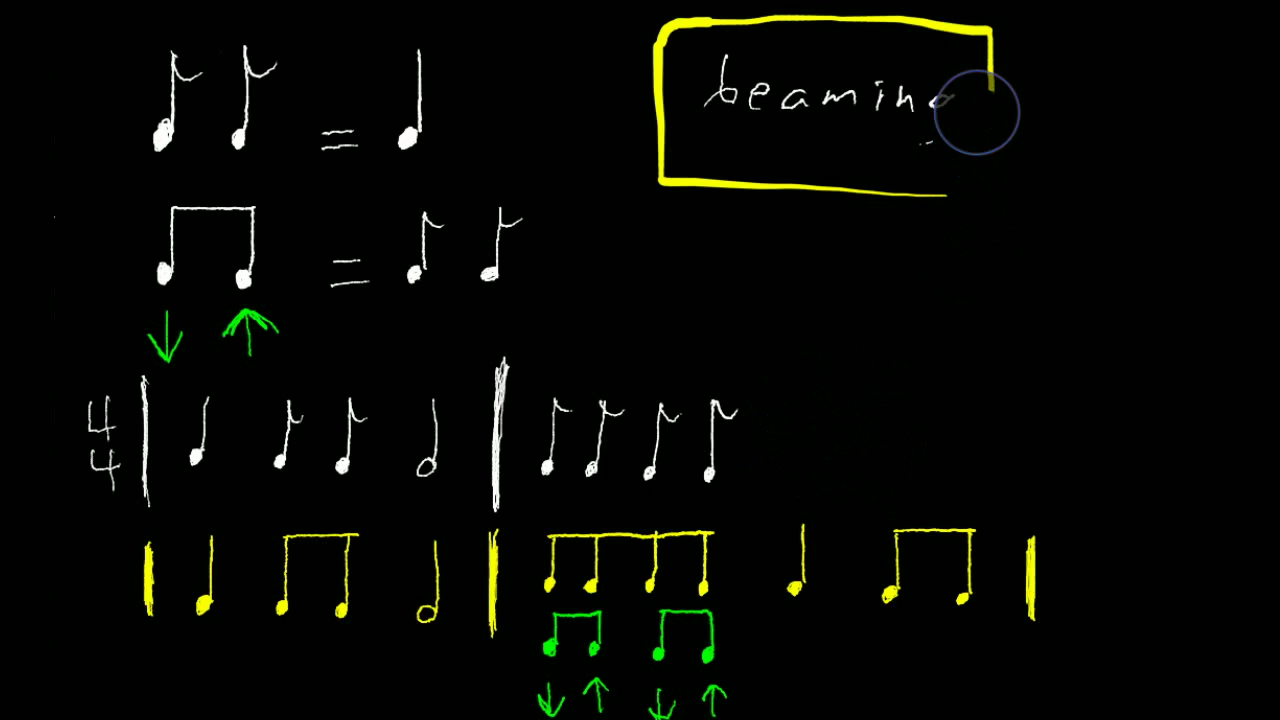 beaming
=
=
4
4